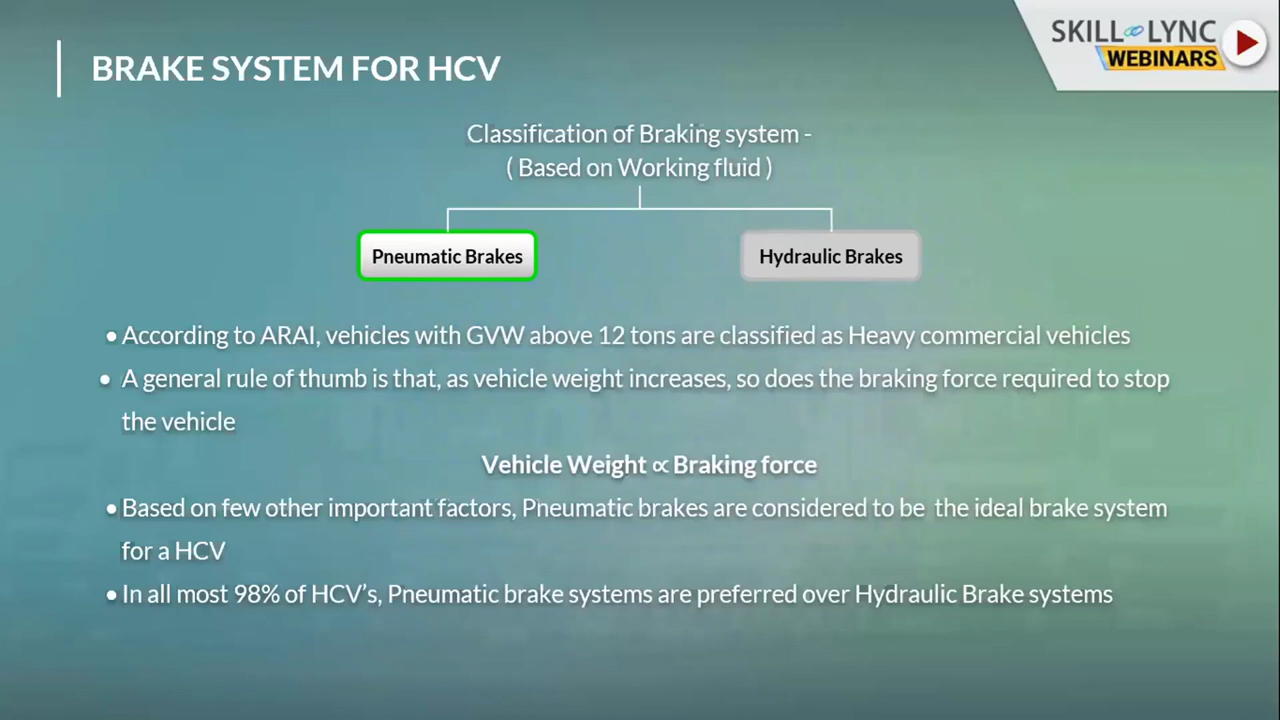 BRAKE SYSTEM FOR HCV
SKILL LYNC
WEBINARS
Classification of Braking system -
( Based on Working fluid )
Pneumatic Brakes
Hydraulic Brakes
• According to ARAI, vehicles with GVW above 12 tons are classified as Heavy commercial vehicles
• A general rule of thumb is that, as vehicle weight increases, so does the braking force required to stop
the vehicle
Vehicle Weight ∝ Braking force
• Based on few other important factors, Pneumatic brakes are considered to be the ideal brake system
for a HCV
• In all most 98% of HCV's, Pneumatic brake systems are preferred over Hydraulic Brake systems